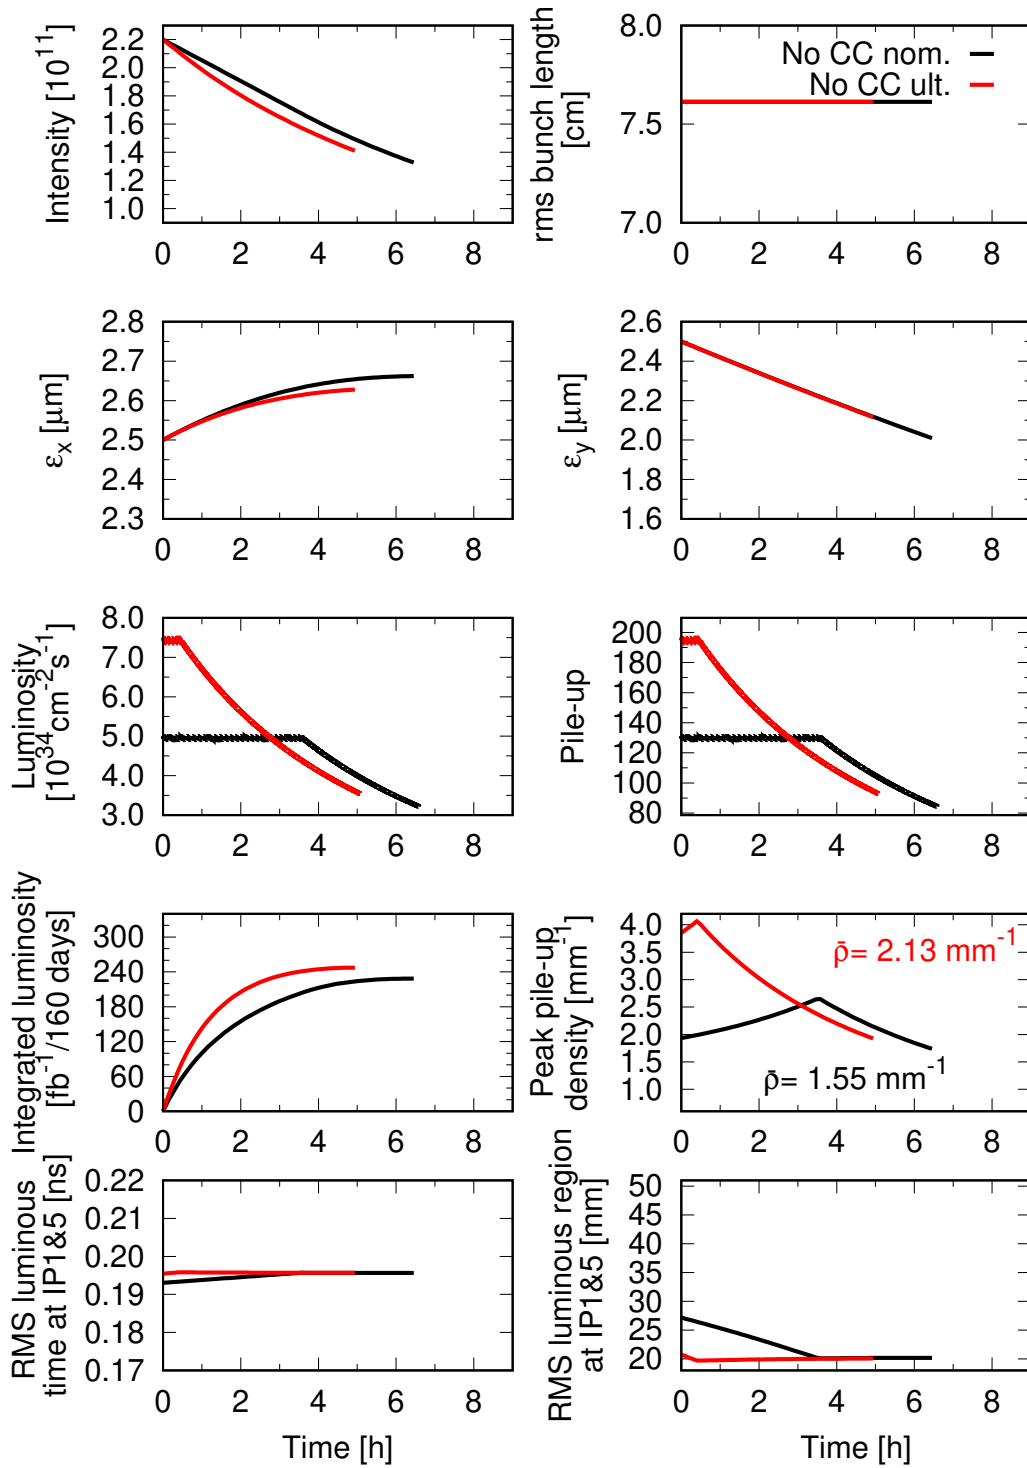 Intensity [10^11]
2.2
2.0
1.8
1.6
1.4
1.2
1.0
0 2 4 6 8
rms bunch length
[cm]
8.0
7.5
7.0
No CC nom.
No CC ult.
0 2 4 6 8
εx [μm]
2.8
2.7
2.6
2.5
2.4
2.3
0 2 4 6 8
εy [μm]
2.6
2.4
2.2
2.0
1.8
1.6
0 2 4 6 8
Luminosity
[10^34cm^-2s^-1]
8.0
7.0
6.0
5.0
4.0
3.0
0 2 4 6 8
Pile-up
200
180
160
140
120
100
80
0 2 4 6 8
Integrated luminosity
[fb^-1/160 days]
300
240
180
120
60
0
0 2 4 6 8
Peak pile-up
density [mm^-1]
4.0
3.5
3.0
2.5
2.0
1.5
1.0
ρ̄= 2.13 mm^-1
ρ̄= 1.55 mm^-1
0 2 4 6 8
RMS luminous
time at IP1&5 [ns]
0.22
0.21
0.20
0.19
0.18
0.17
0 2 4 6 8
Time [h]
RMS luminous region
at IP1&5 [mm]
50
45
40
35
30
25
20
0 2 4 6 8
Time [h]